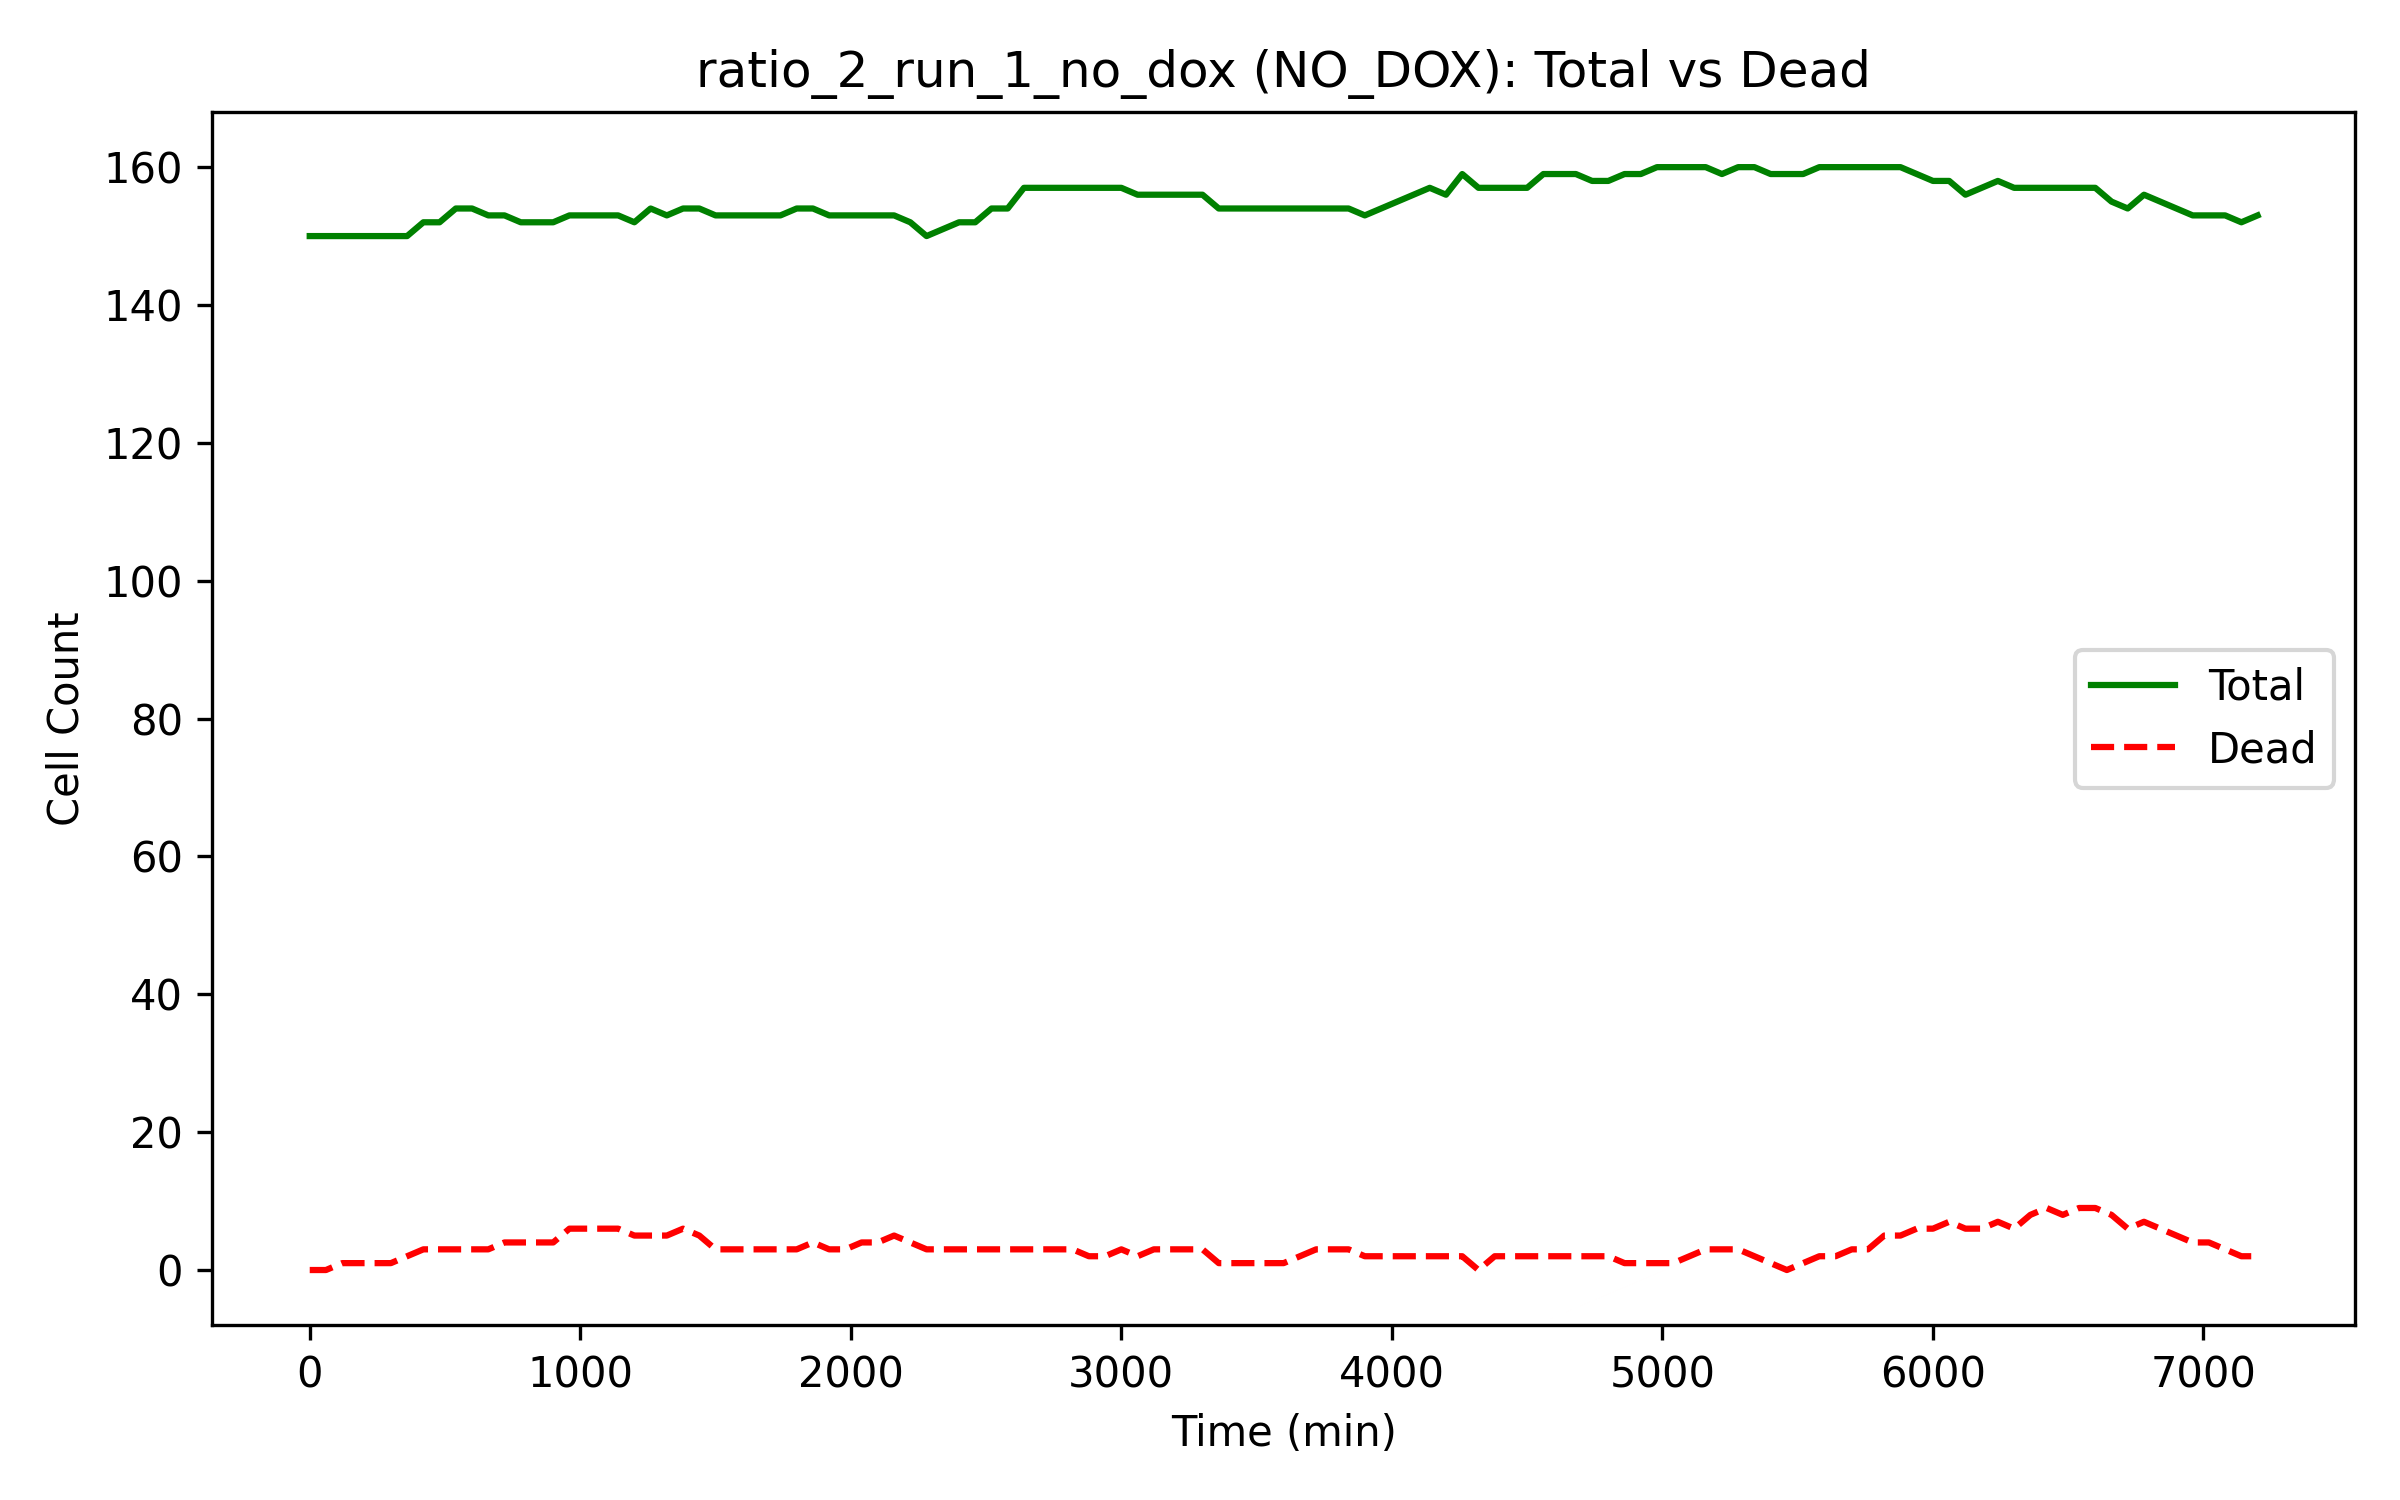 ratio_2_run_1_no_dox (NO_DOX): Total vs Dead
160
140
120
100
80
60
40
20
0
Cell Count
Total
Dead
0 1000 2000 3000 4000 5000 6000 7000
Time (min)